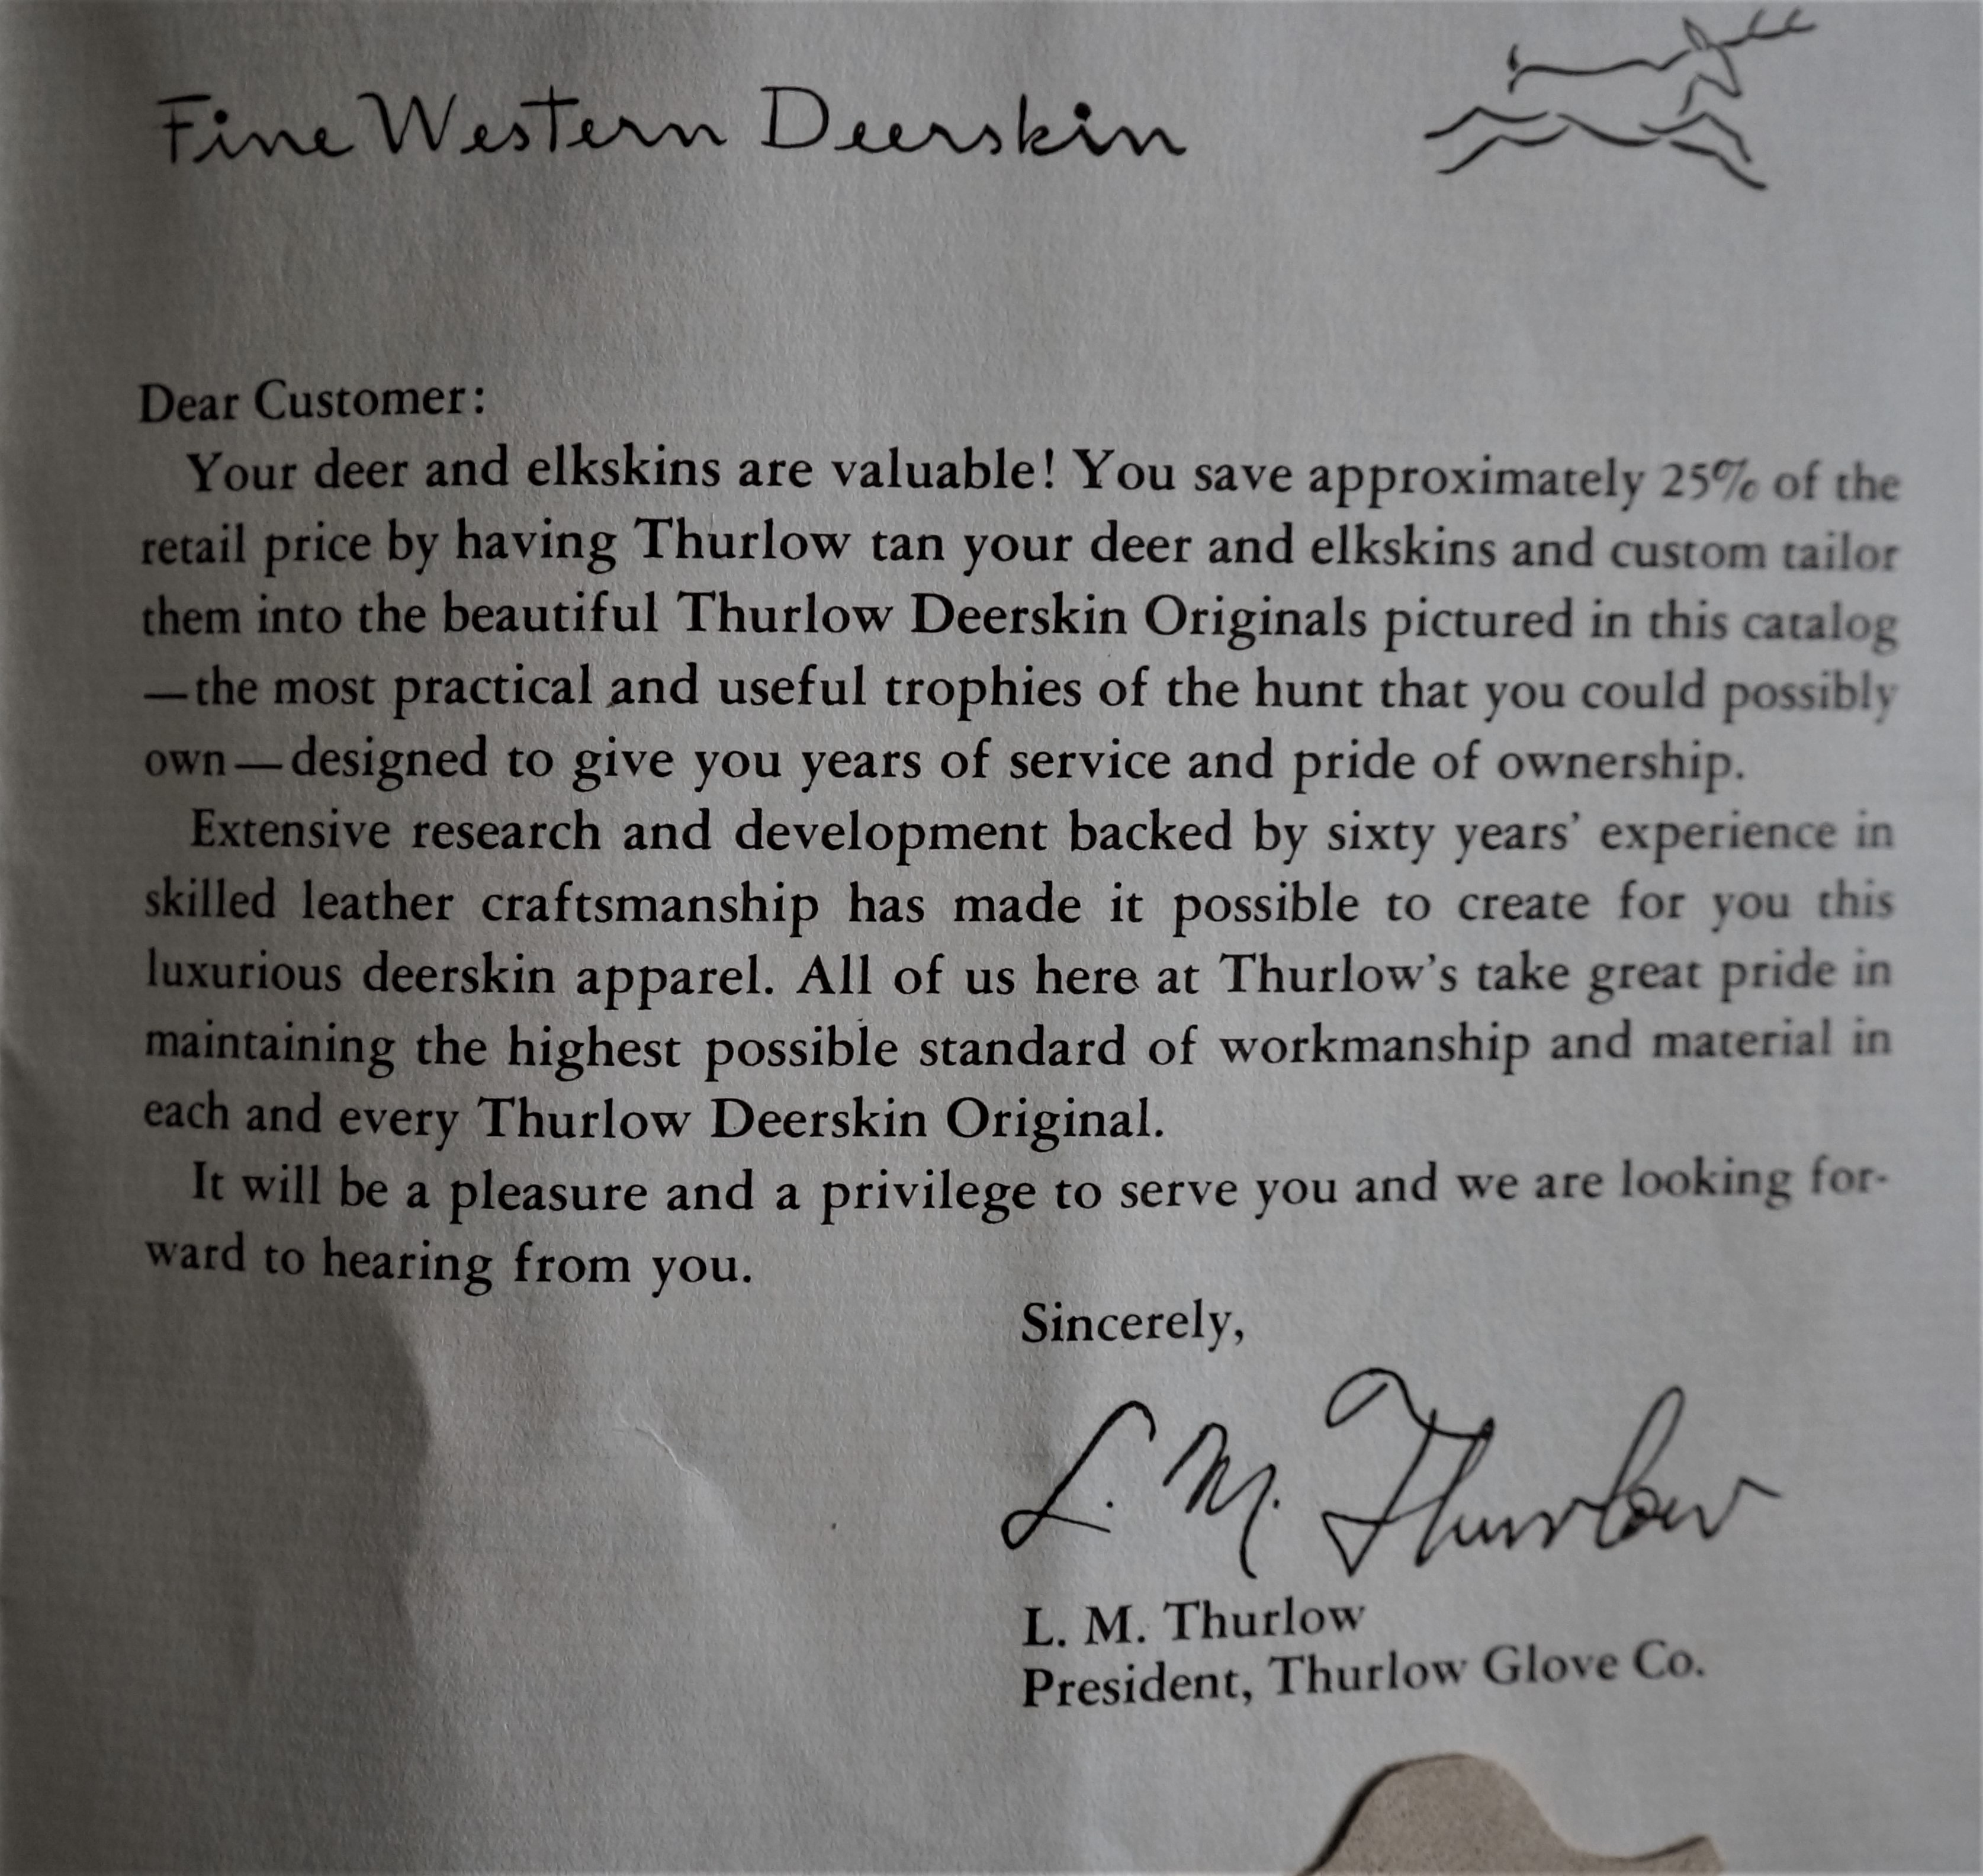 Fine Western Deerskin
Dear Customer:
Your deer and elkskins are valuable! You save approximately 25% of the
retail price by having Thurlow tan your deer and elkskins and custom tailor
them into the beautiful Thurlow Deerskin Originals pictured in this catalog
—the most practical and useful trophies of the hunt that you could possibly
own—designed to give you years of service and pride of ownership.
Extensive research and development backed by sixty years' experience in
skilled leather craftsmanship has made it possible to create for you this
luxurious deerskin apparel. All of us here at Thurlow's take great pride in
maintaining the highest possible standard of workmanship and material in
each and every Thurlow Deerskin Original.
It will be a pleasure and a privilege to serve you and we are looking for-
ward to hearing from you.
Sincerely,
L. M. Thurlow
L. M. Thurlow
President, Thurlow Glove Co.